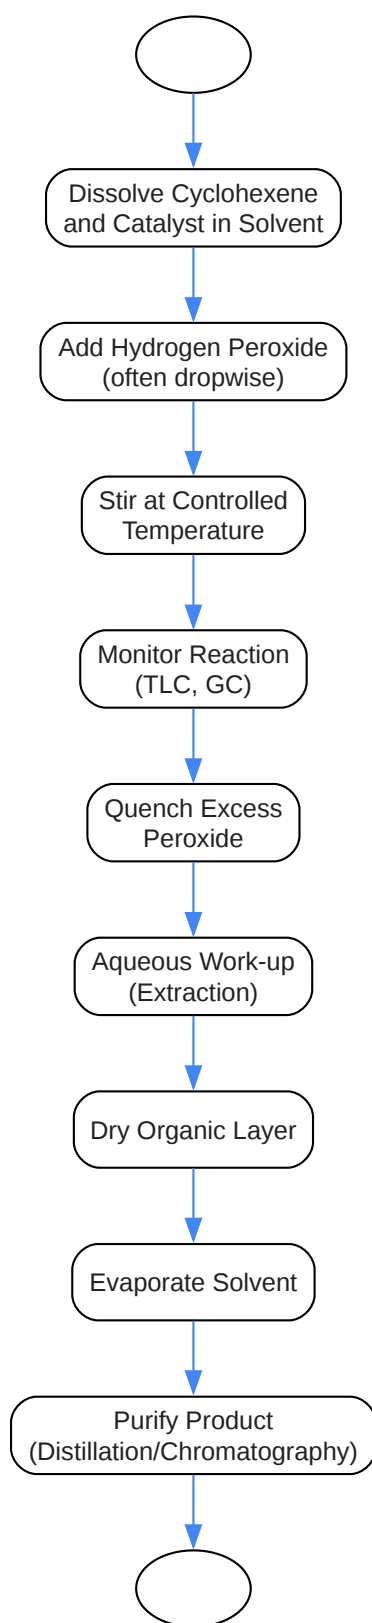 Dissolve Cyclohexene
and Catalyst in Solvent
Add Hydrogen Peroxide
(often dropwise)
Stir at Controlled
Temperature
Monitor Reaction
(TLC, GC)
Quench Excess
Peroxide
Aqueous Work-up
(Extraction)
Dry Organic Layer
Evaporate Solvent
Purify Product
(Distillation/Chromatography)